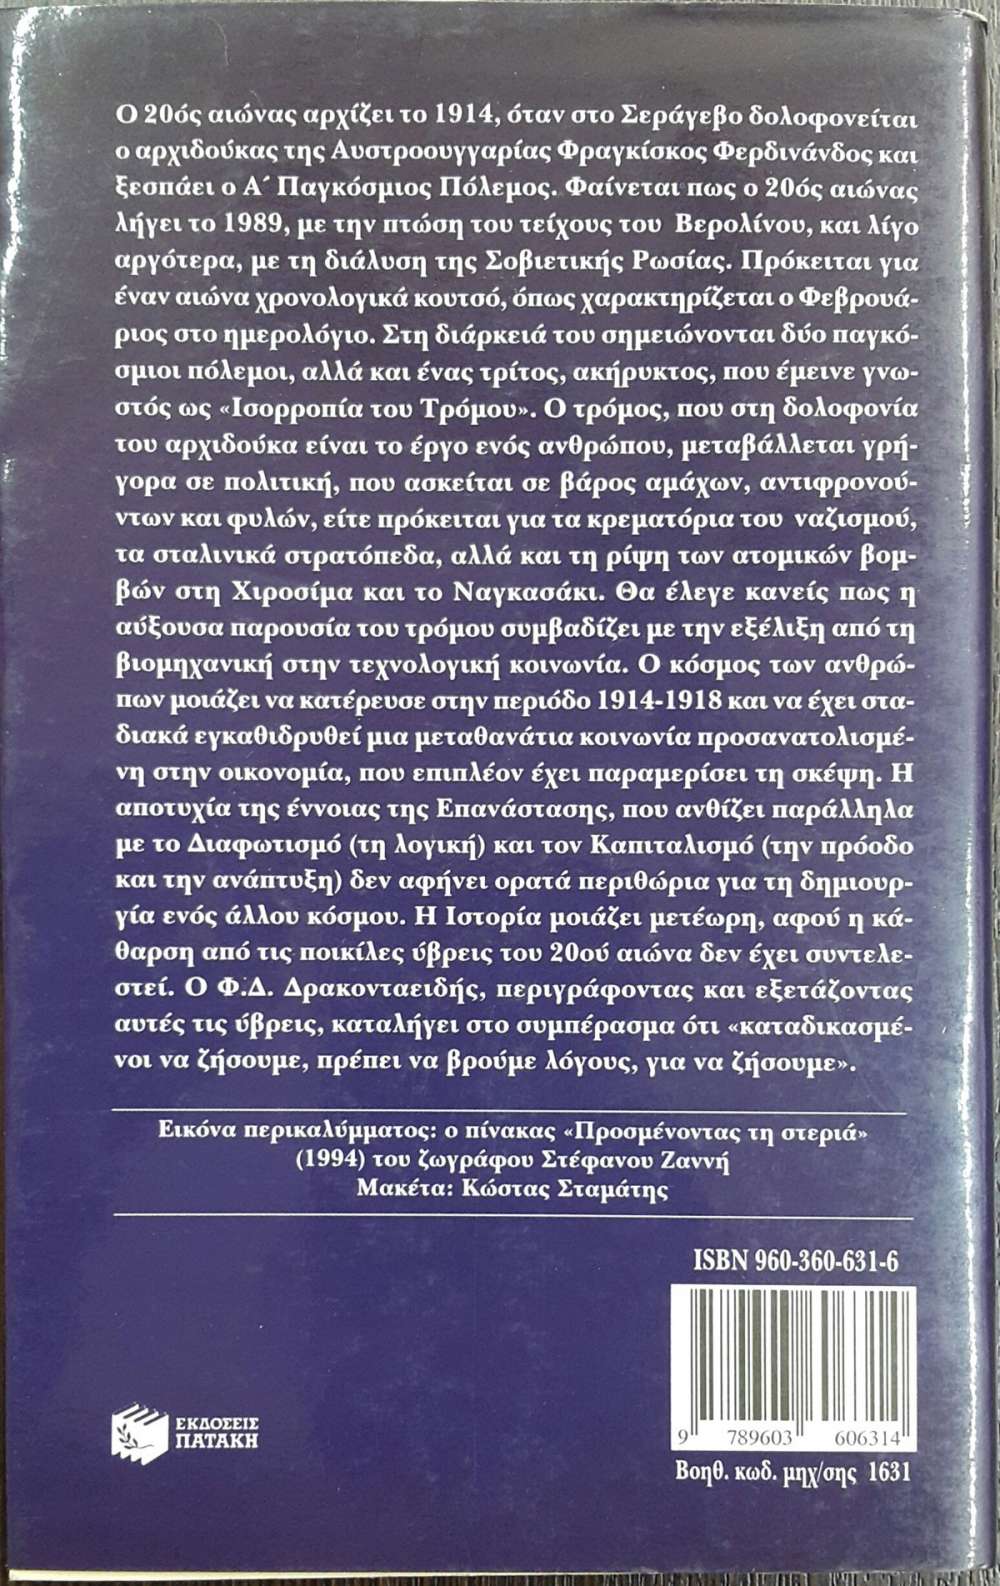 Ο 20ός αιώνας αρχίζει το 1914, όταν στο Σεράγεβο δολοφονείται
ο αρχιδούκας της Αυστροουγγαρίας Φραγκίσκος Φερδινάνδος και
ξεσπάει ο Α΄ Παγκόσμιος Πόλεμος. Φαίνεται πως ο 20ός αιώνας
λήγει το 1989, με την πτώση του τείχους του Βερολίνου, και λίγο
αργότερα, με τη διάλυση της Σοβιετικής Ρωσίας. Πρόκειται για
έναν αιώνα χρονολογικά κουτσό, όπως χαρακτηρίζεται ο Φεβρουά-
ριος στο ημερολόγιο. Στη διάρκειά του σημειώνονται δύο παγκό-
σμιοι πόλεμοι, αλλά και ένας τρίτος, ακήρυκτος, που έμεινε γνω-
στός ως «Ισορροπία του Τρόμου». Ο τρόμος, που στη δολοφονία
του αρχιδούκα είναι το έργο ενός ανθρώπου, μεταβάλλεται γρή-
γορα σε πολιτική, που ασκείται σε βάρος αμάχων, αντιφρονού-
ντων και φυλών, είτε πρόκειται για τα κρεματόρια του ναζισμού,
τα σταλινικά στρατόπεδα, αλλά και τη ρίψη των ατομικών βομ-
βών στη Χιροσίμα και το Ναγκασάκι. Θα έλεγε κανείς πως η
αύξουσα παρουσία του τρόμου συμβαδίζει με την εξέλιξη από τη
βιομηχανική στην τεχνολογική κοινωνία. Ο κόσμος των ανθρώ-
πων μοιάζει να κατέρευσε στην περιόδο 1914-1918 και να έχει στα-
διακά εγκαθιδρυθεί μια μεταθανάτια κοινωνία προσανατολισμέ-
νη στην οικονομία, που επιπλέον έχει παραμερίσει τη σκέψη. Η
αποτυχία της έννοιας της Επανάστασης, που ανθίζει παράλληλα
με το Διαφωτισμό (τη λογική) και τον Καπιταλισμό (την πρόοδο
και την ανάπτυξη) δεν αφήνει ορατά περιθώρια για τη δημιουρ-
γία ενός άλλου κόσμου. Η Ιστορία μοιάζει μετέωρη, αφού η κά-
θαρση από τις ποικίλες ύβρεις του 20ού αιώνα δεν έχει συντελε-
στεί. Ο Φ.Δ. Δρακονταειδής, περιγράφοντας και εξετάζοντας
αυτές τις ύβρεις, καταλήγει στο συμπέρασμα ότι «καταδικασμέ-
νοι να ζήσουμε, πρέπει να βρούμε λόγους, για να ζήσουμε».
Εικόνα περικαλύμματος: ο πίνακας «Προσμένοντας τη στεριά»
(1994) του ζωγράφου Στέφανου Ζαννή
Μακέτα: Κώστας Σταμάτης
ISBN 960-360-631-6
9 789603 606314
Βοηθ. κωδ. μηχ/σης 1631
ΕΚΔΟΣΕΙΣ
ΠΑΤΑΚΗ